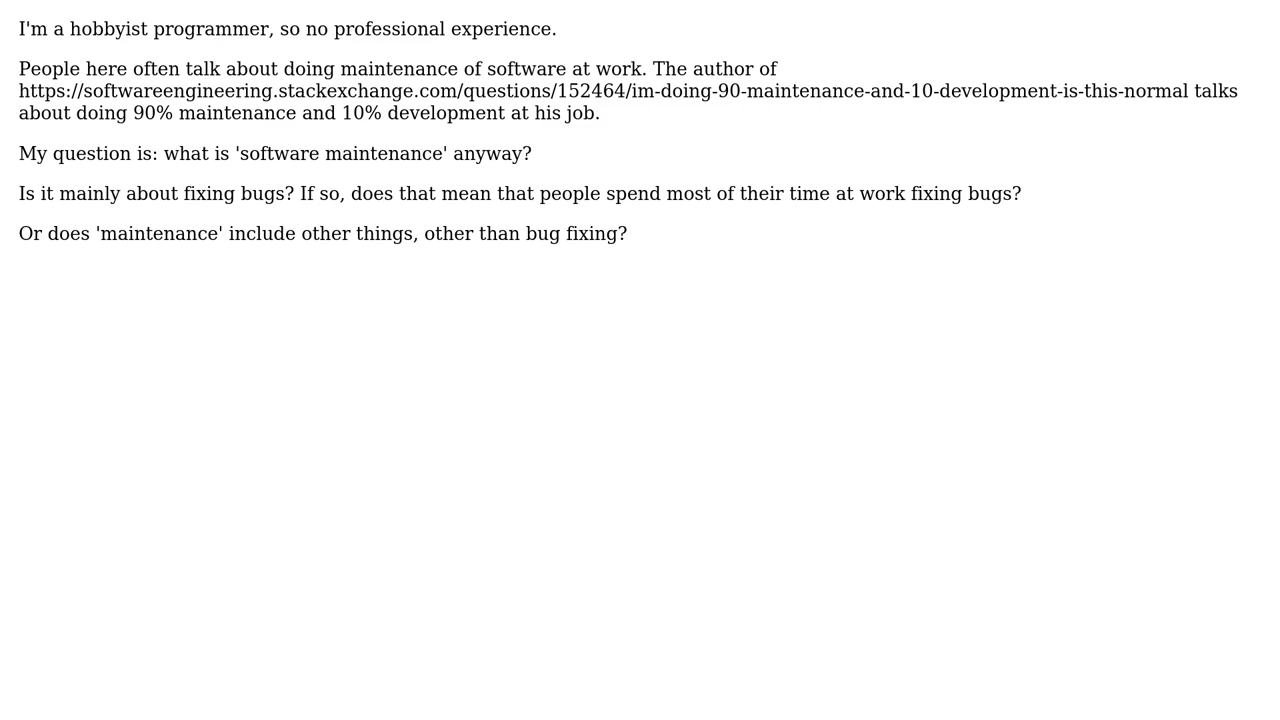 I'm a hobbyist programmer, so no professional experience.
People here often talk about doing maintenance of software at work. The author of
https://softwareengineering.stackexchange.com/questions/152464/im-doing-90-maintenance-and-10-development-is-this-normal talks
about doing 90% maintenance and 10% development at his job.
My question is: what is 'software maintenance' anyway?
Is it mainly about fixing bugs? If so, does that mean that people spend most of their time at work fixing bugs?
Or does 'maintenance' include other things, other than bug fixing?